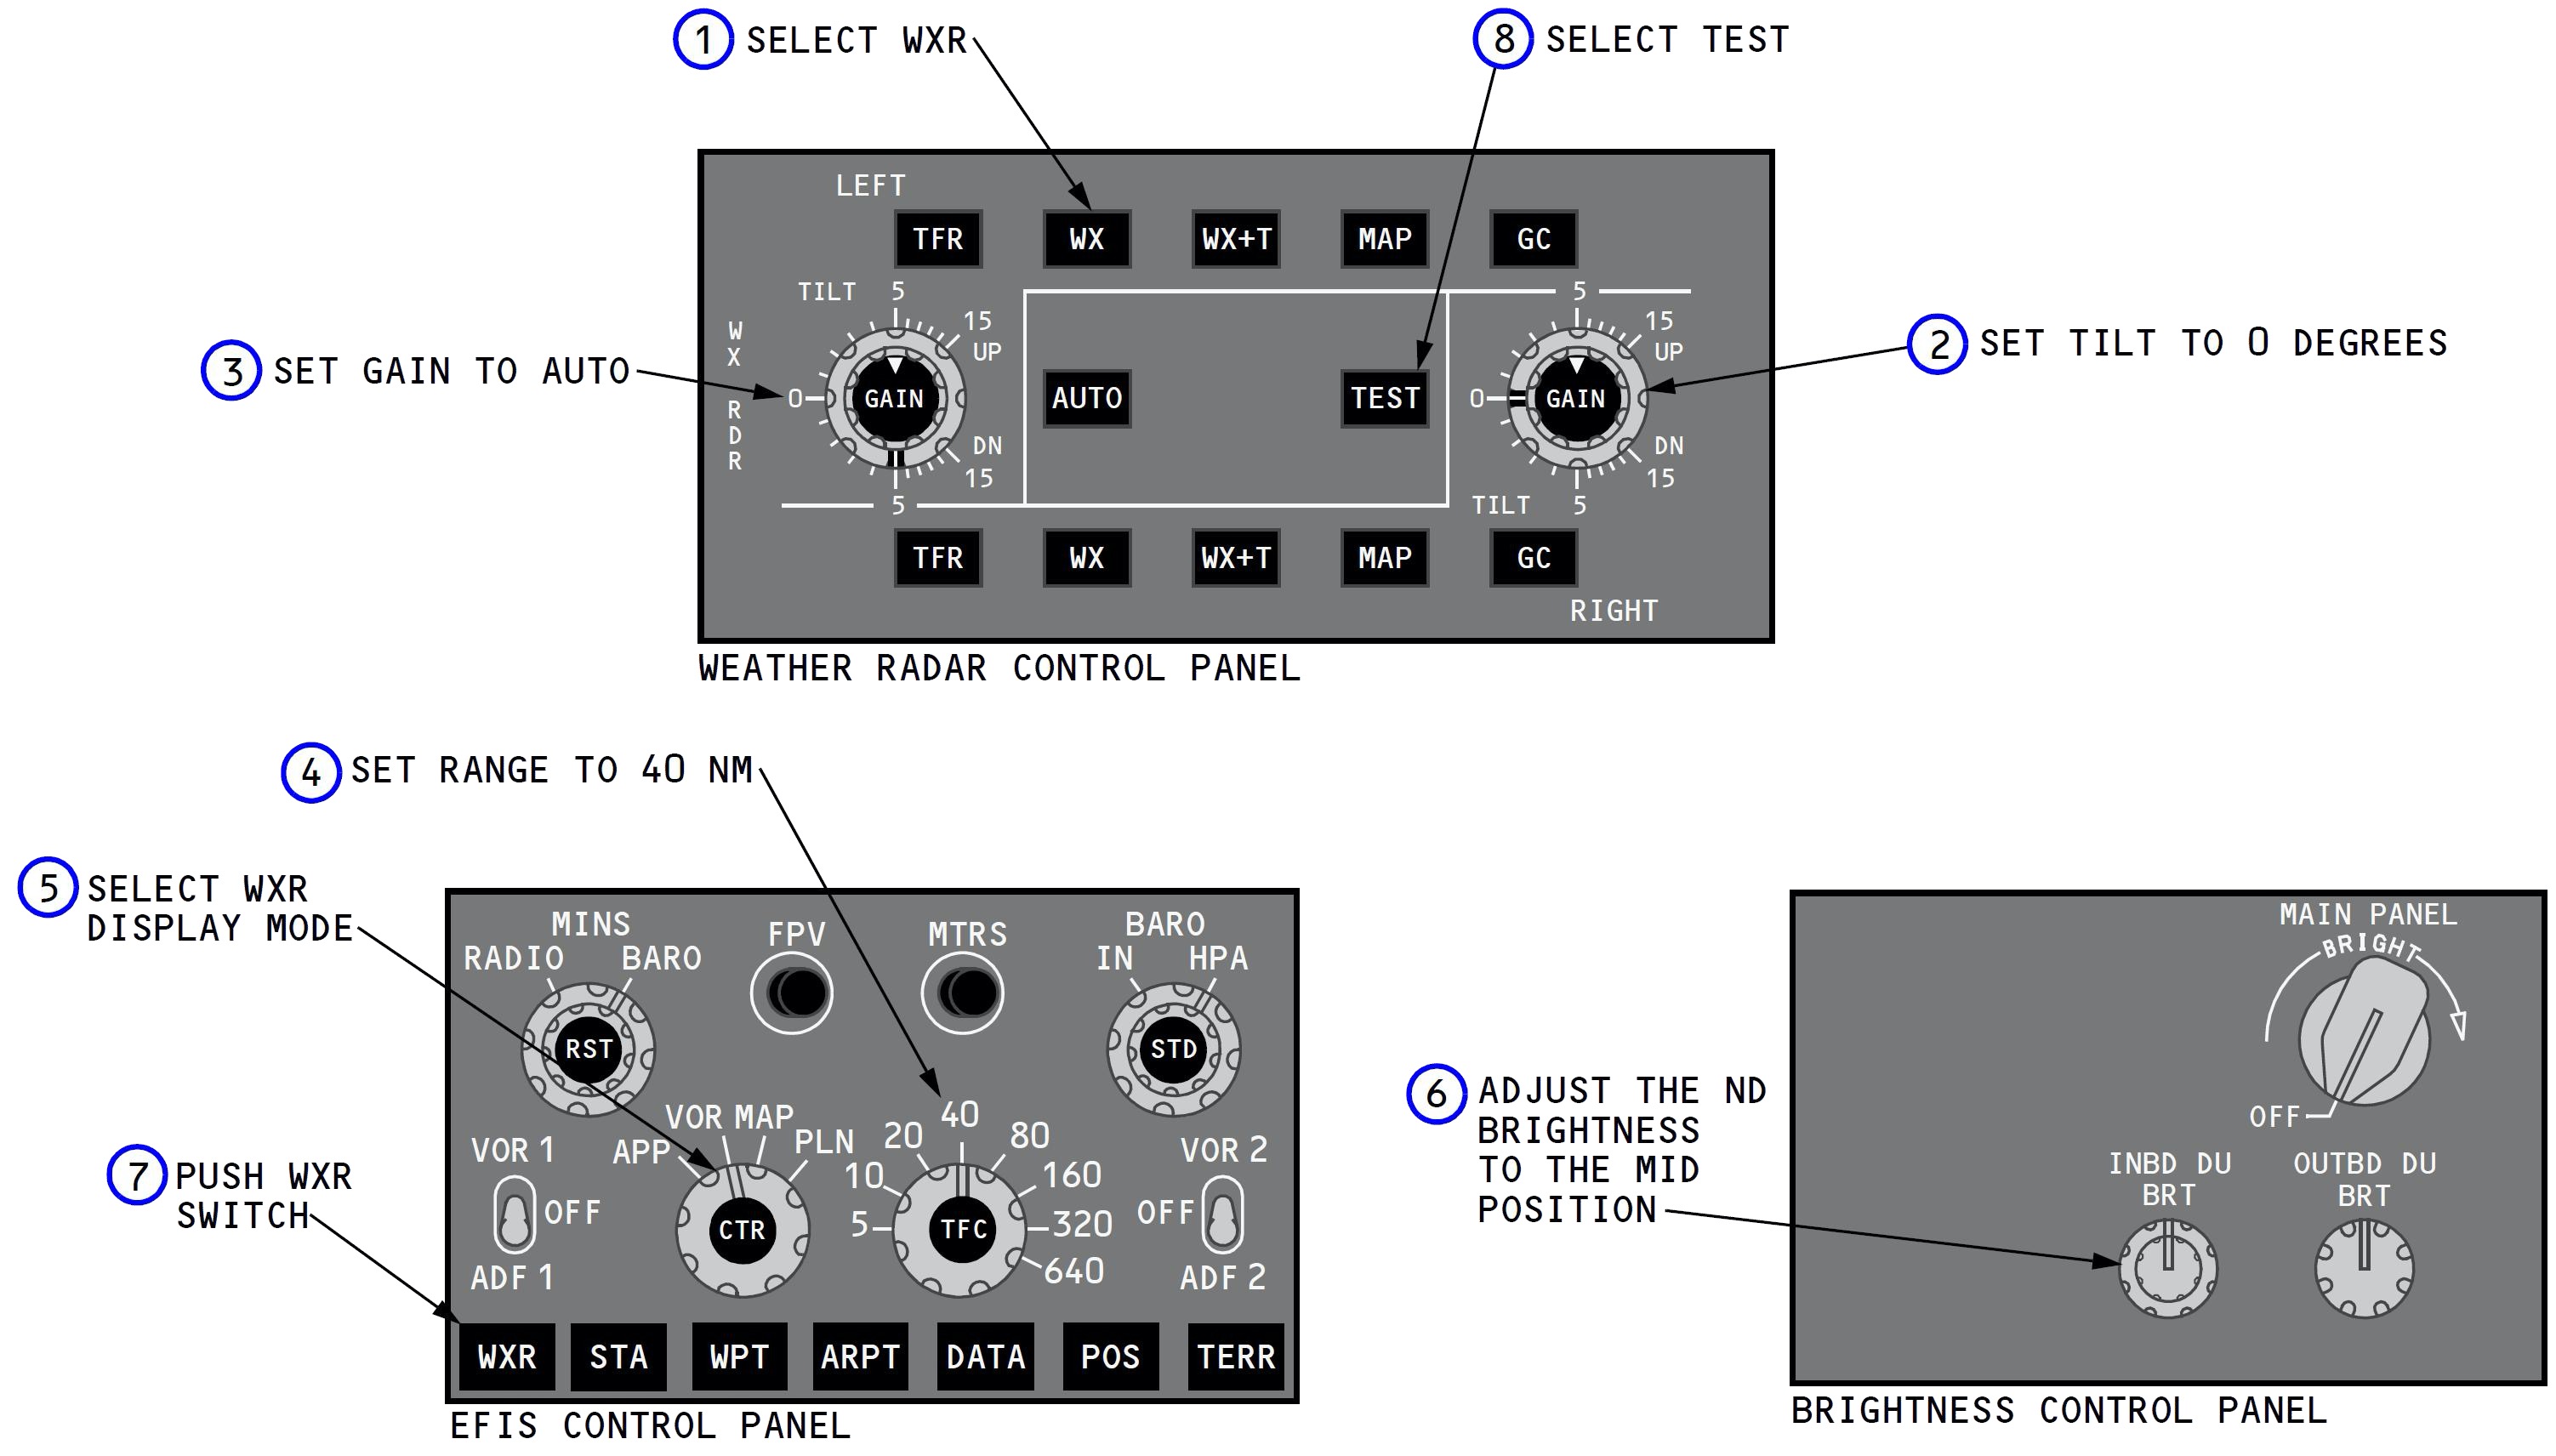 1 SELECT WXR
8 SELECT TEST
LEFT
TFR WX WX+T MAP GC
TILT 5 5
15 15
UP UP
W
X
R
D
R
2 SET TILT TO 0 DEGREES
3 SET GAIN TO AUTO
0 GAIN AUTO TEST 0 GAIN
DN DN
15 15
5 TILT 5
TFR WX WX+T MAP GC
RIGHT
WEATHER RADAR CONTROL PANEL
4 SET RANGE TO 40 NM
5 SELECT WXR
DISPLAY MODE
MINS FPV MTRS BARO
RADIO BARO IN HPA
RST STD
VOR MAP 40
APP PLN 20 80
VOR 1 10 160 VOR 2
OFF CTR 5 TFC 320 OFF
ADF 1 640 ADF 2
7 PUSH WXR
SWITCH
WXR STA WPT ARPT DATA POS TERR
EFIS CONTROL PANEL
MAIN PANEL
BRIGHT
OFF
6 ADJUST THE ND
BRIGHTNESS
TO THE MID
POSITION
INBD DU OUTBD DU
BRT BRT
BRIGHTNESS CONTROL PANEL